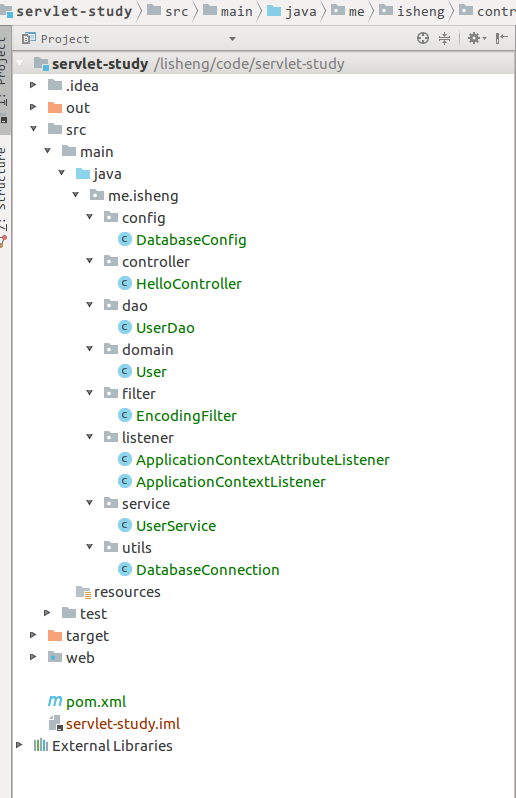 servlet-study src main java me isheng contr
Project
1: Project
7: Structure
servlet-study /lisheng/code/servlet-study
.idea
out
src
main
java
me.isheng
config
DatabaseConfig
controller
HelloController
dao
UserDao
domain
User
filter
EncodingFilter
listener
ApplicationContextAttributeListener
ApplicationContextListener
service
UserService
utils
DatabaseConnection
resources
test
target
web
pom.xml
servlet-study.iml
External Libraries